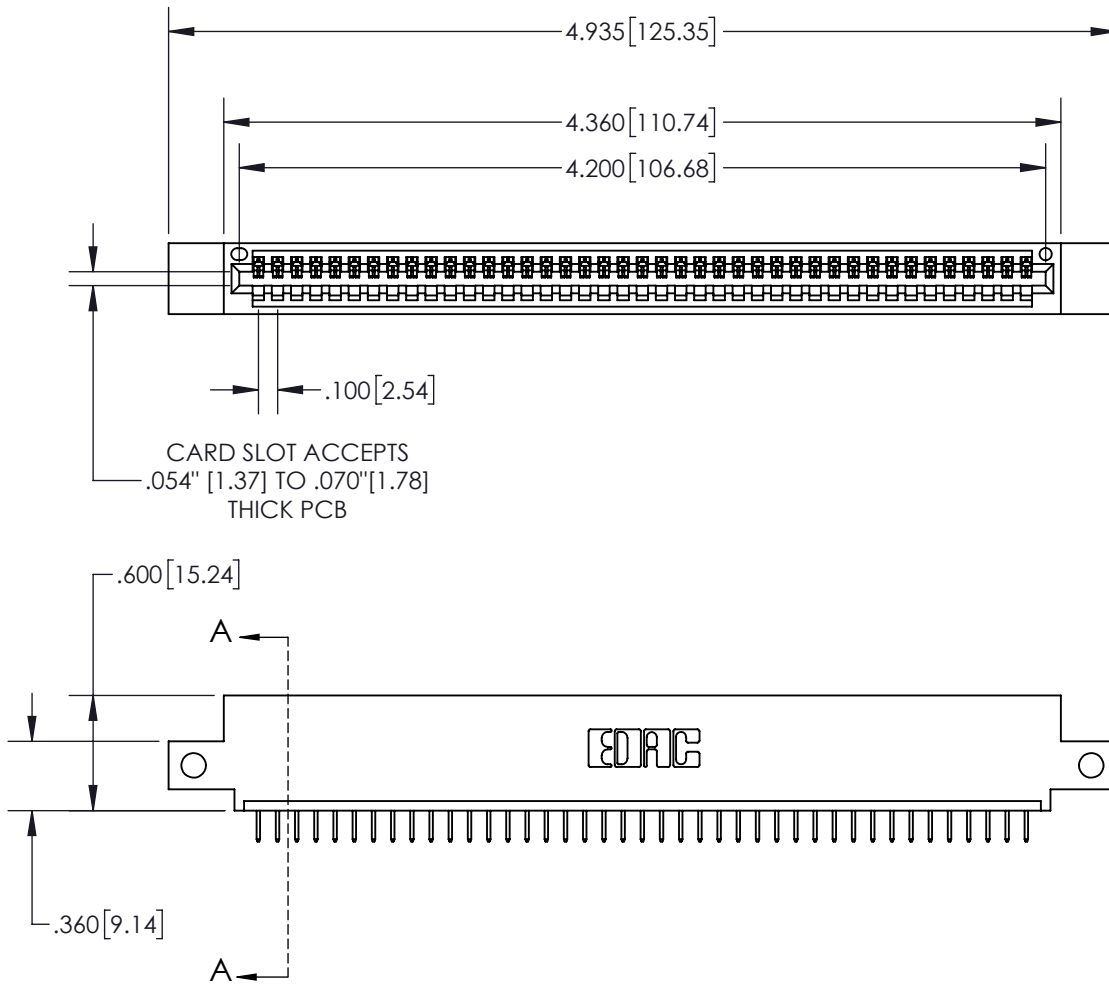 4.935[125.35]
4.360[110.74]
4.200[106.68]
.100[2.54]
CARD SLOT ACCEPTS
.054" [1.37] TO .070"[1.78]
THICK PCB
.600[15.24]
A
EDAC
.360[9.14]
A